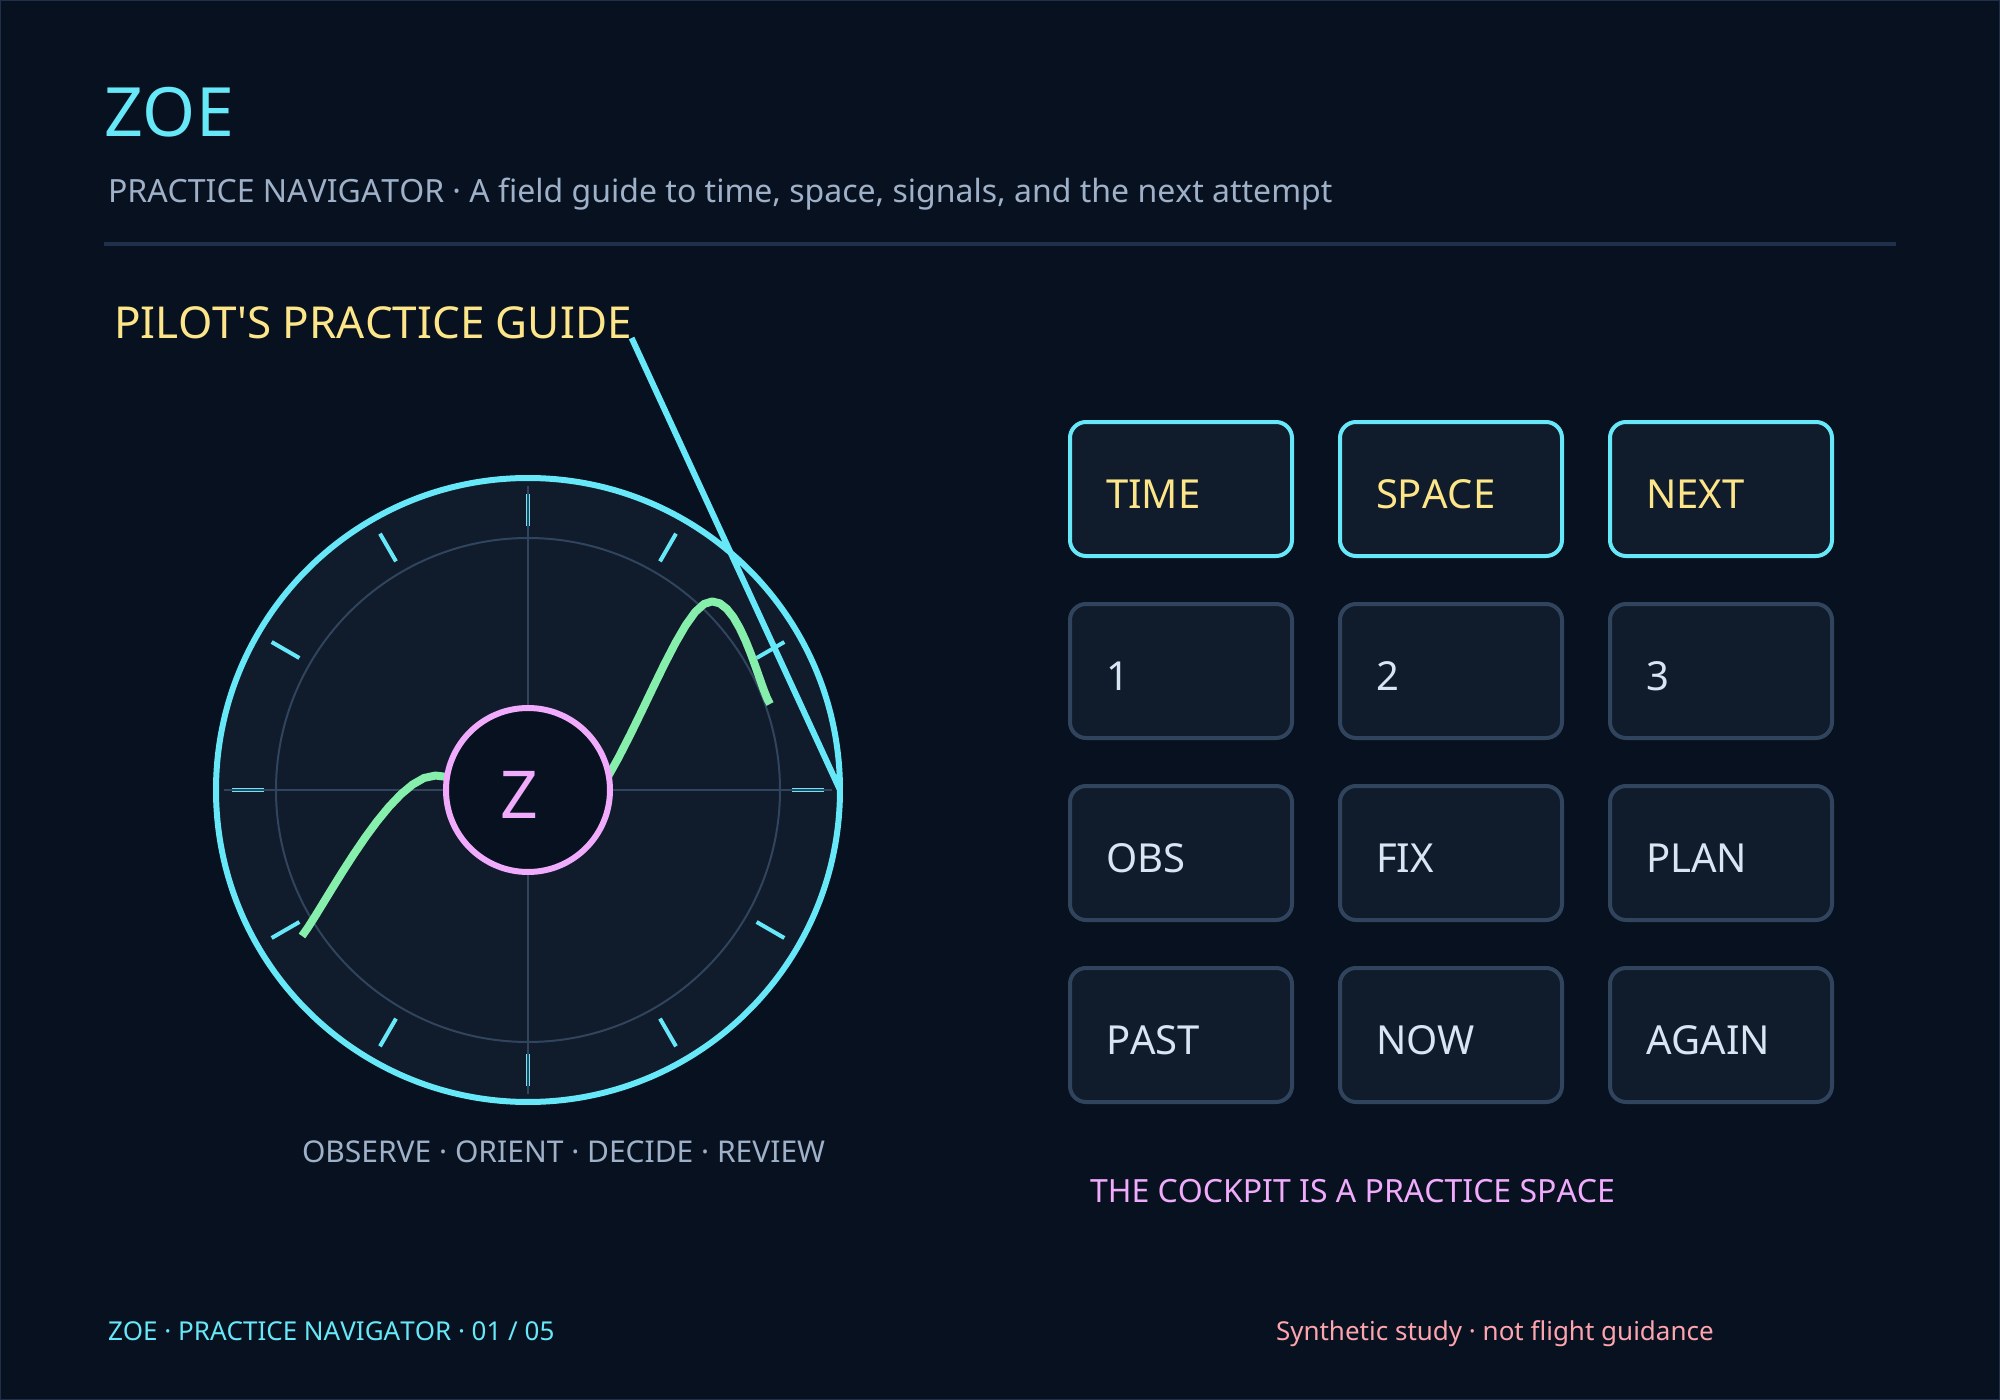 ZOE
PRACTICE NAVIGATOR · A field guide to time, space, signals, and the next attempt
PILOT'S PRACTICE GUIDE
Z
OBSERVE · ORIENT · DECIDE · REVIEW
TIME
SPACE
NEXT
1
2
3
OBS
FIX
PLAN
PAST
NOW
AGAIN
THE COCKPIT IS A PRACTICE SPACE
ZOE · PRACTICE NAVIGATOR · 01 / 05
Synthetic study · not flight guidance